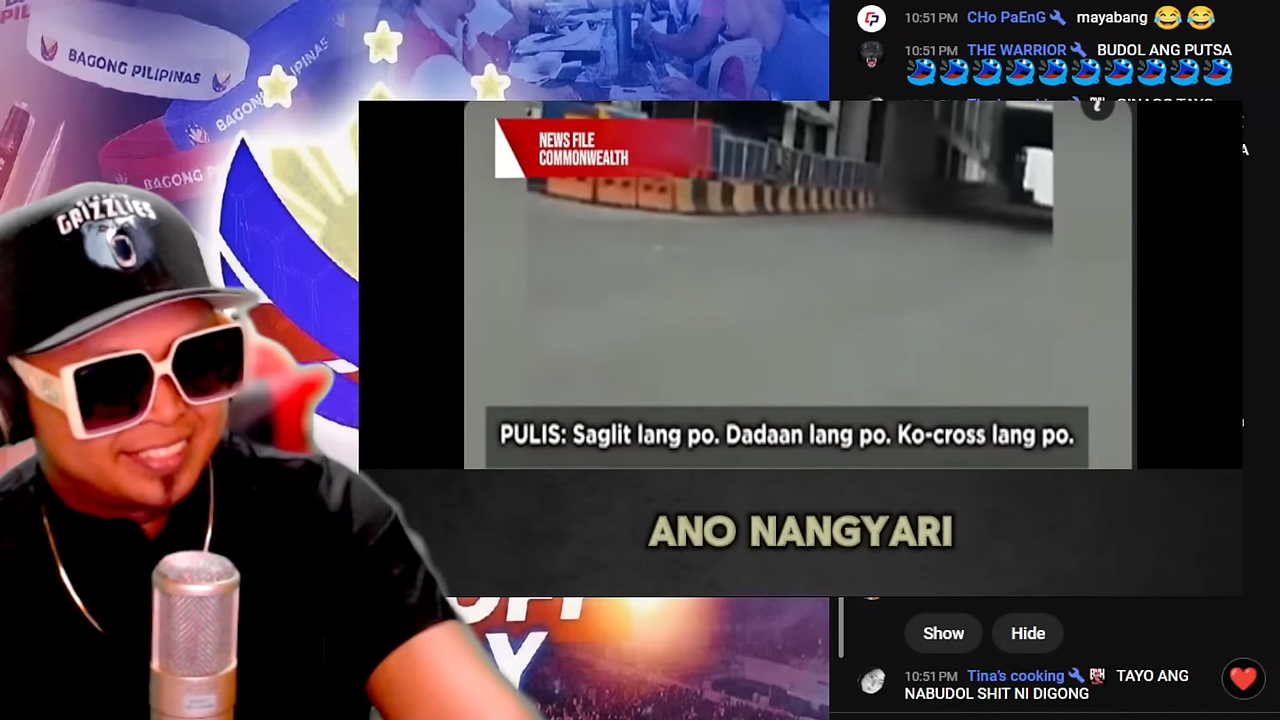 BAGONG PILIPINAS
BAGONG PILIPINAS
BAGONG P
GRIZZLIES
NEWS FILE
COMMONWEALTH
PULIS: Saglit lang po. Dadaan lang po. Ko-cross lang po.
ANO NANGYARI
10:51 PM CHo PaEnG mayabang 😂 😂
10:51 PM THE WARRIOR BUDOL ANG PUTSA
Show Hide
10:51 PM Tina's cooking TAYO ANG
NABUDOL SHIT NI DIGONG